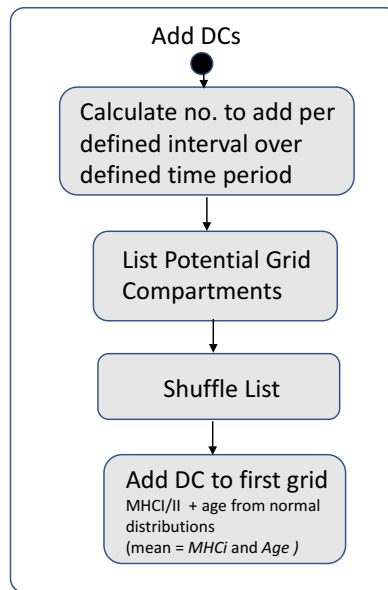 Add DCs
Calculate no. to add per
defined interval over
defined time period
List Potential Grid
Compartments
Shuffle List
Add DC to first grid
MHCI/II + age from normal
distributions
(mean = MHCi and Age )